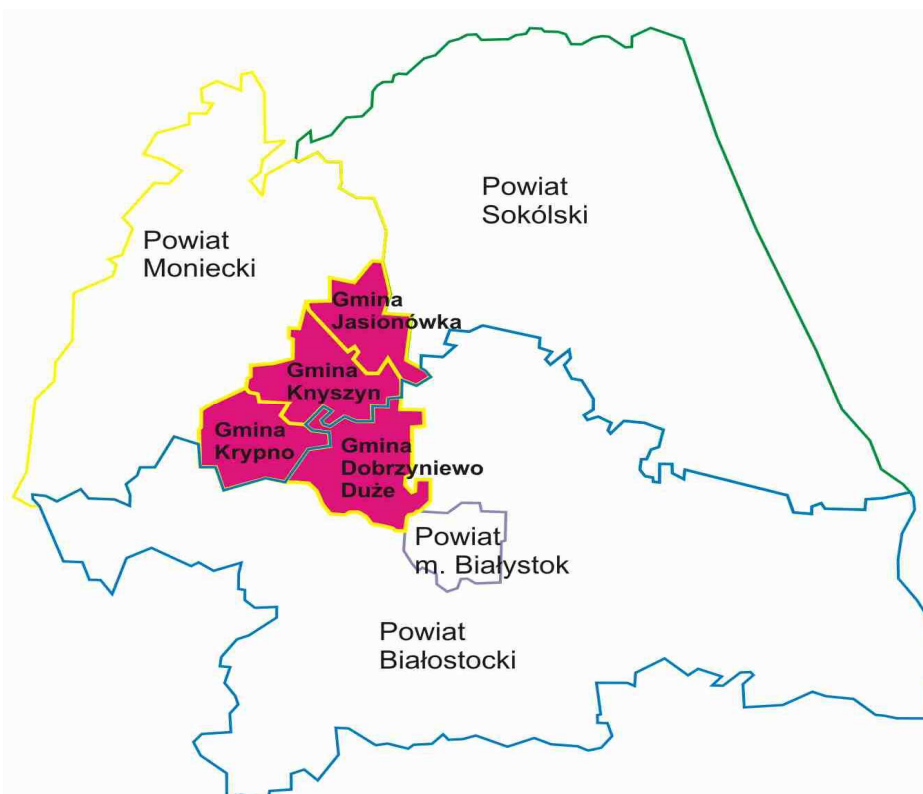 Powiat
Sokólski
Powiat
Moniecki
Gmina
Jasionówka
Gmina
Knyszyn
Gmina
Krypno
Gmina
Dobrzyniewo
Duże
Powiat
m. Białystok
Powiat
Białostocki